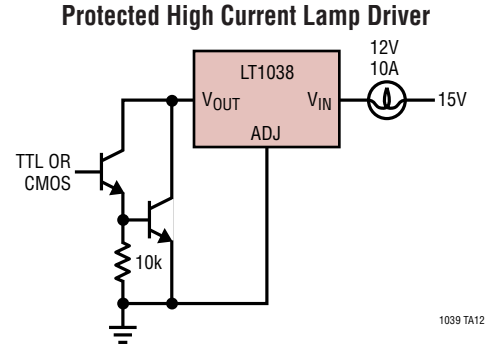 Protected High Current Lamp Driver
12V
10A
LT1038
VOUT
VIN
15V
ADJ
TTL OR
CMOS
10k
1039 TA12